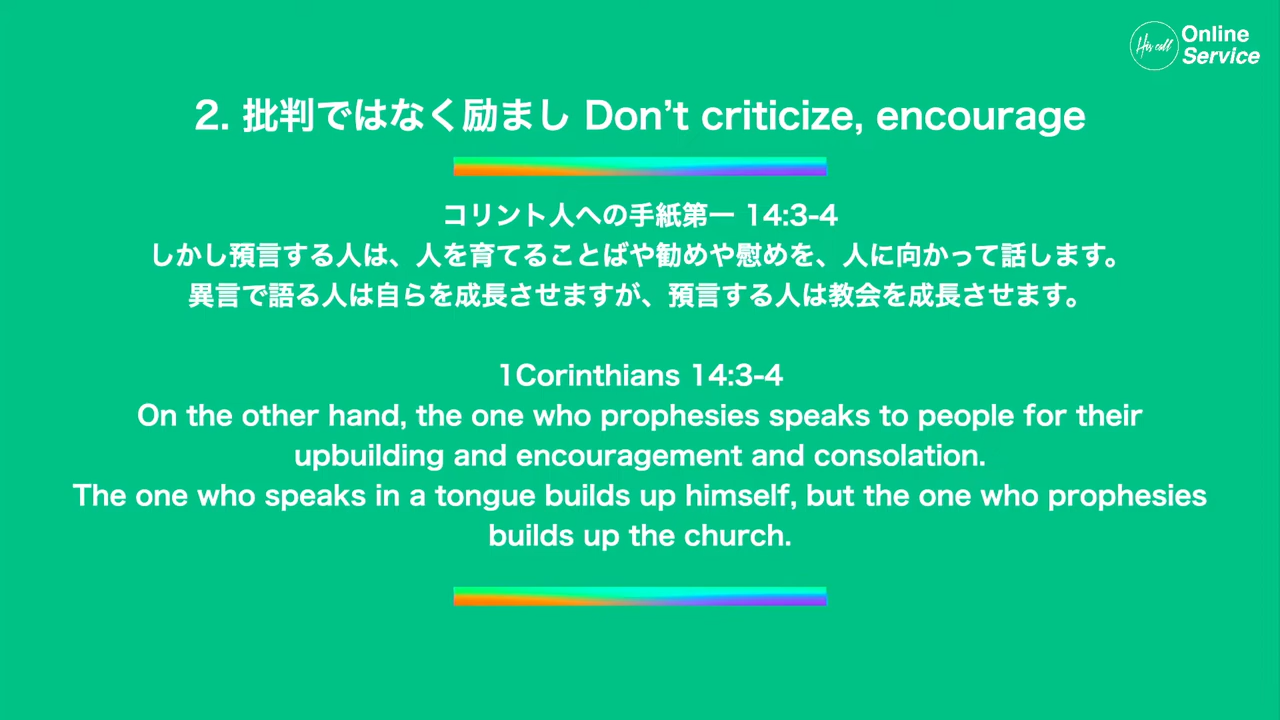 His call
Online
Service
2. 批判ではなく励まし Don’t criticize, encourage
コリント人への手紙第一 14:3-4
しかし預言する人は、人を育てることばや勧めや慰めを、人に向かって話します。
異言で語る人は自らを成長させますが、預言する人は教会を成長させます。
1Corinthians 14:3-4
On the other hand, the one who prophesies speaks to people for their
upbuilding and encouragement and consolation.
The one who speaks in a tongue builds up himself, but the one who prophesies
builds up the church.